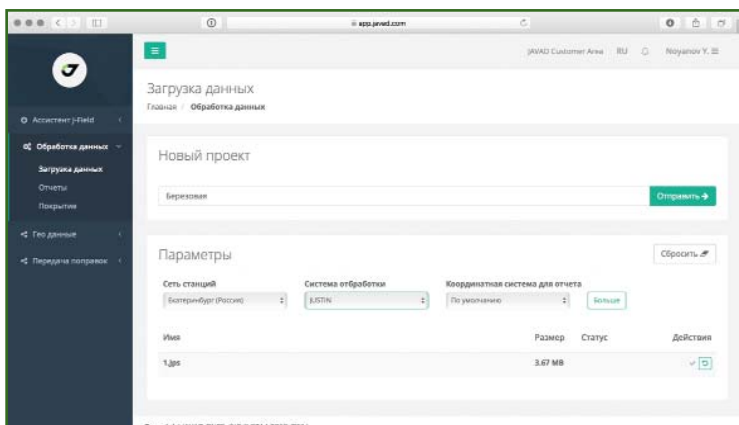 app.javad.com
JAVAD Customer Area RU Noyanov Y.
Загрузка данных
Главная / Обработка данных
Ассистент J-Field
Обработка данных
Загрузка данных
Отчеты
Покрытие
Гео данные
Передача поправок
Новый проект
Березовая
Отправить
Параметры
Сбросить
Сеть станций Система отбработки Координатная система для отчета
Екатеринбург (Россия) JUSTIN По умолчанию Больше
Имя Размер Статус Действия
1.jps 3.67 MB